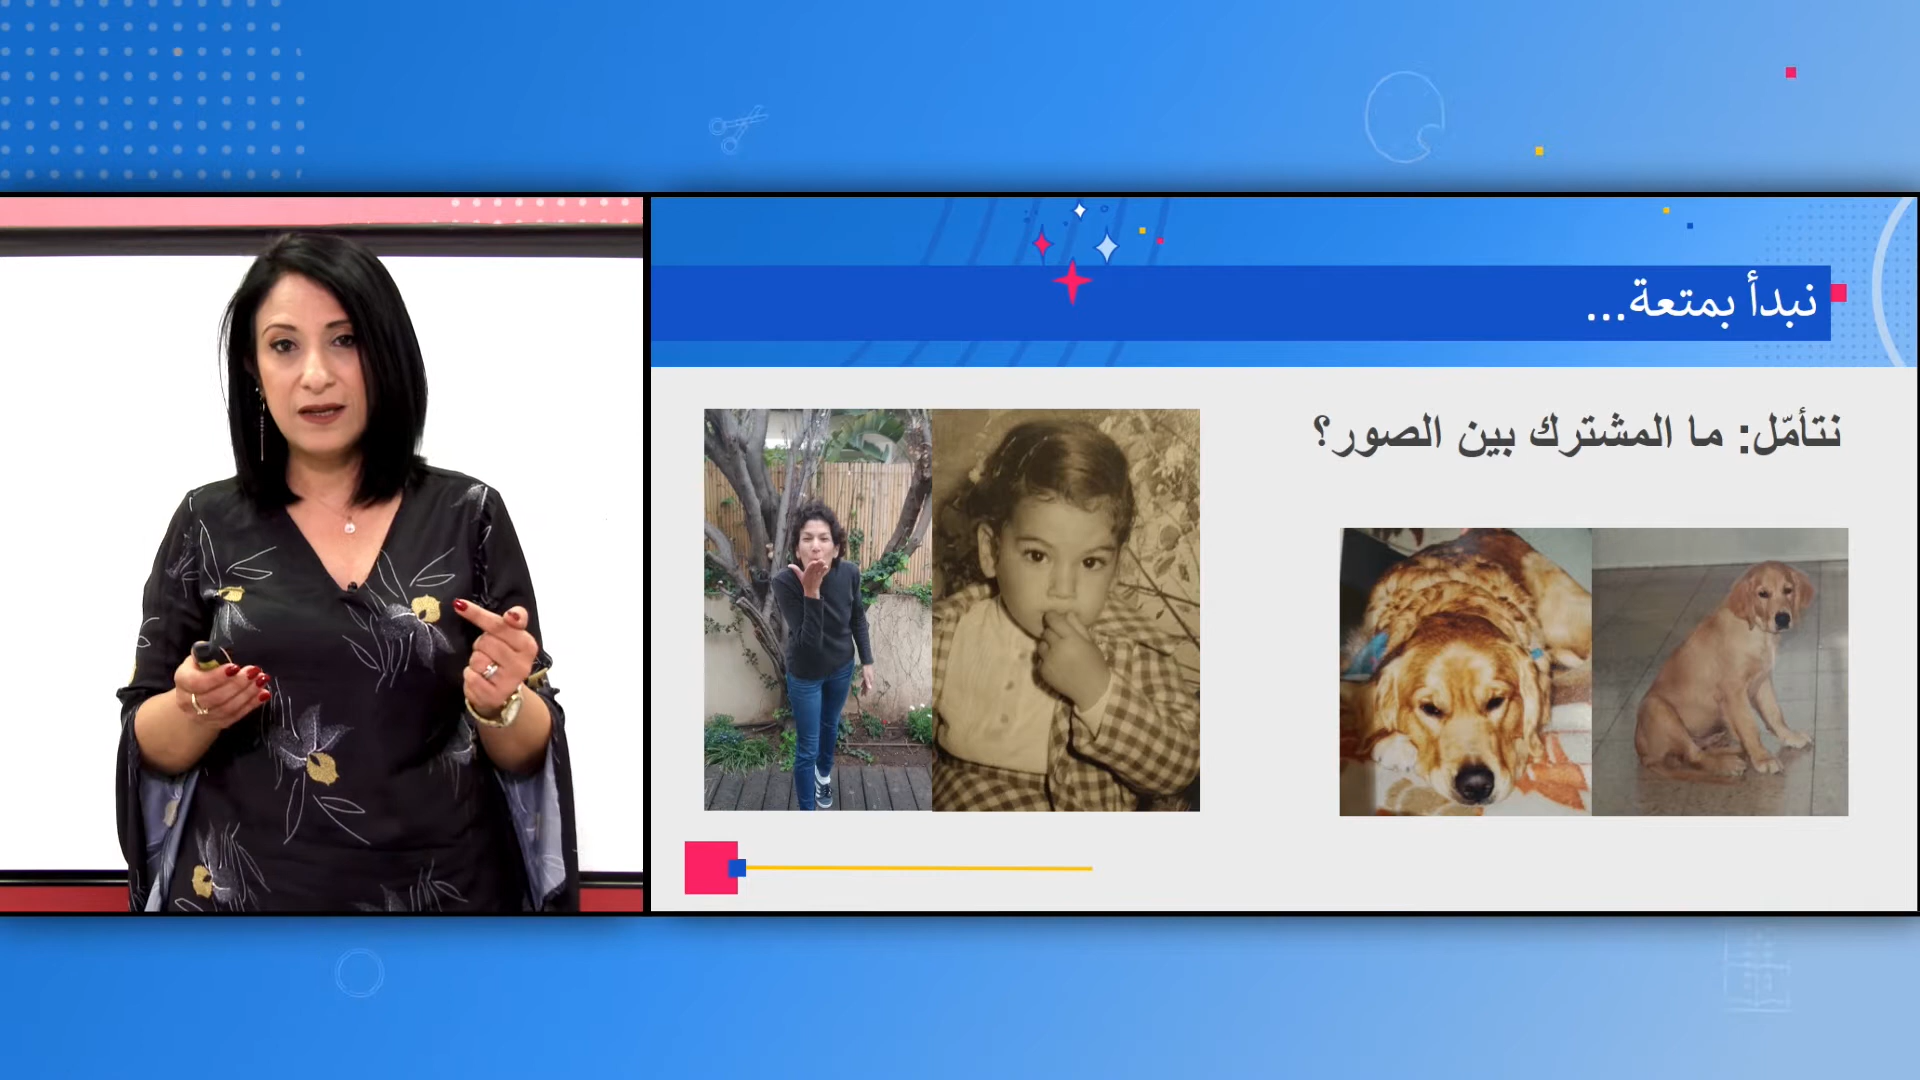 نبدأ بمتعة...
نتأمّل: ما المشترك بين الصور؟